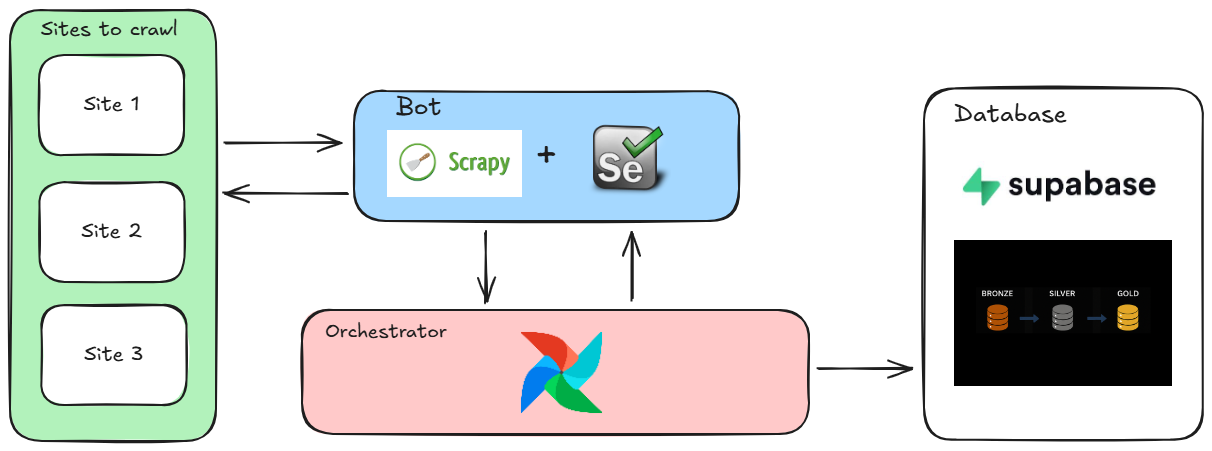 Sites to crawl
Site 1
Site 2
Site 3
Bot
Scrapy
+
Se
Orchestrator
Database
supabase
BRONZE SILVER GOLD